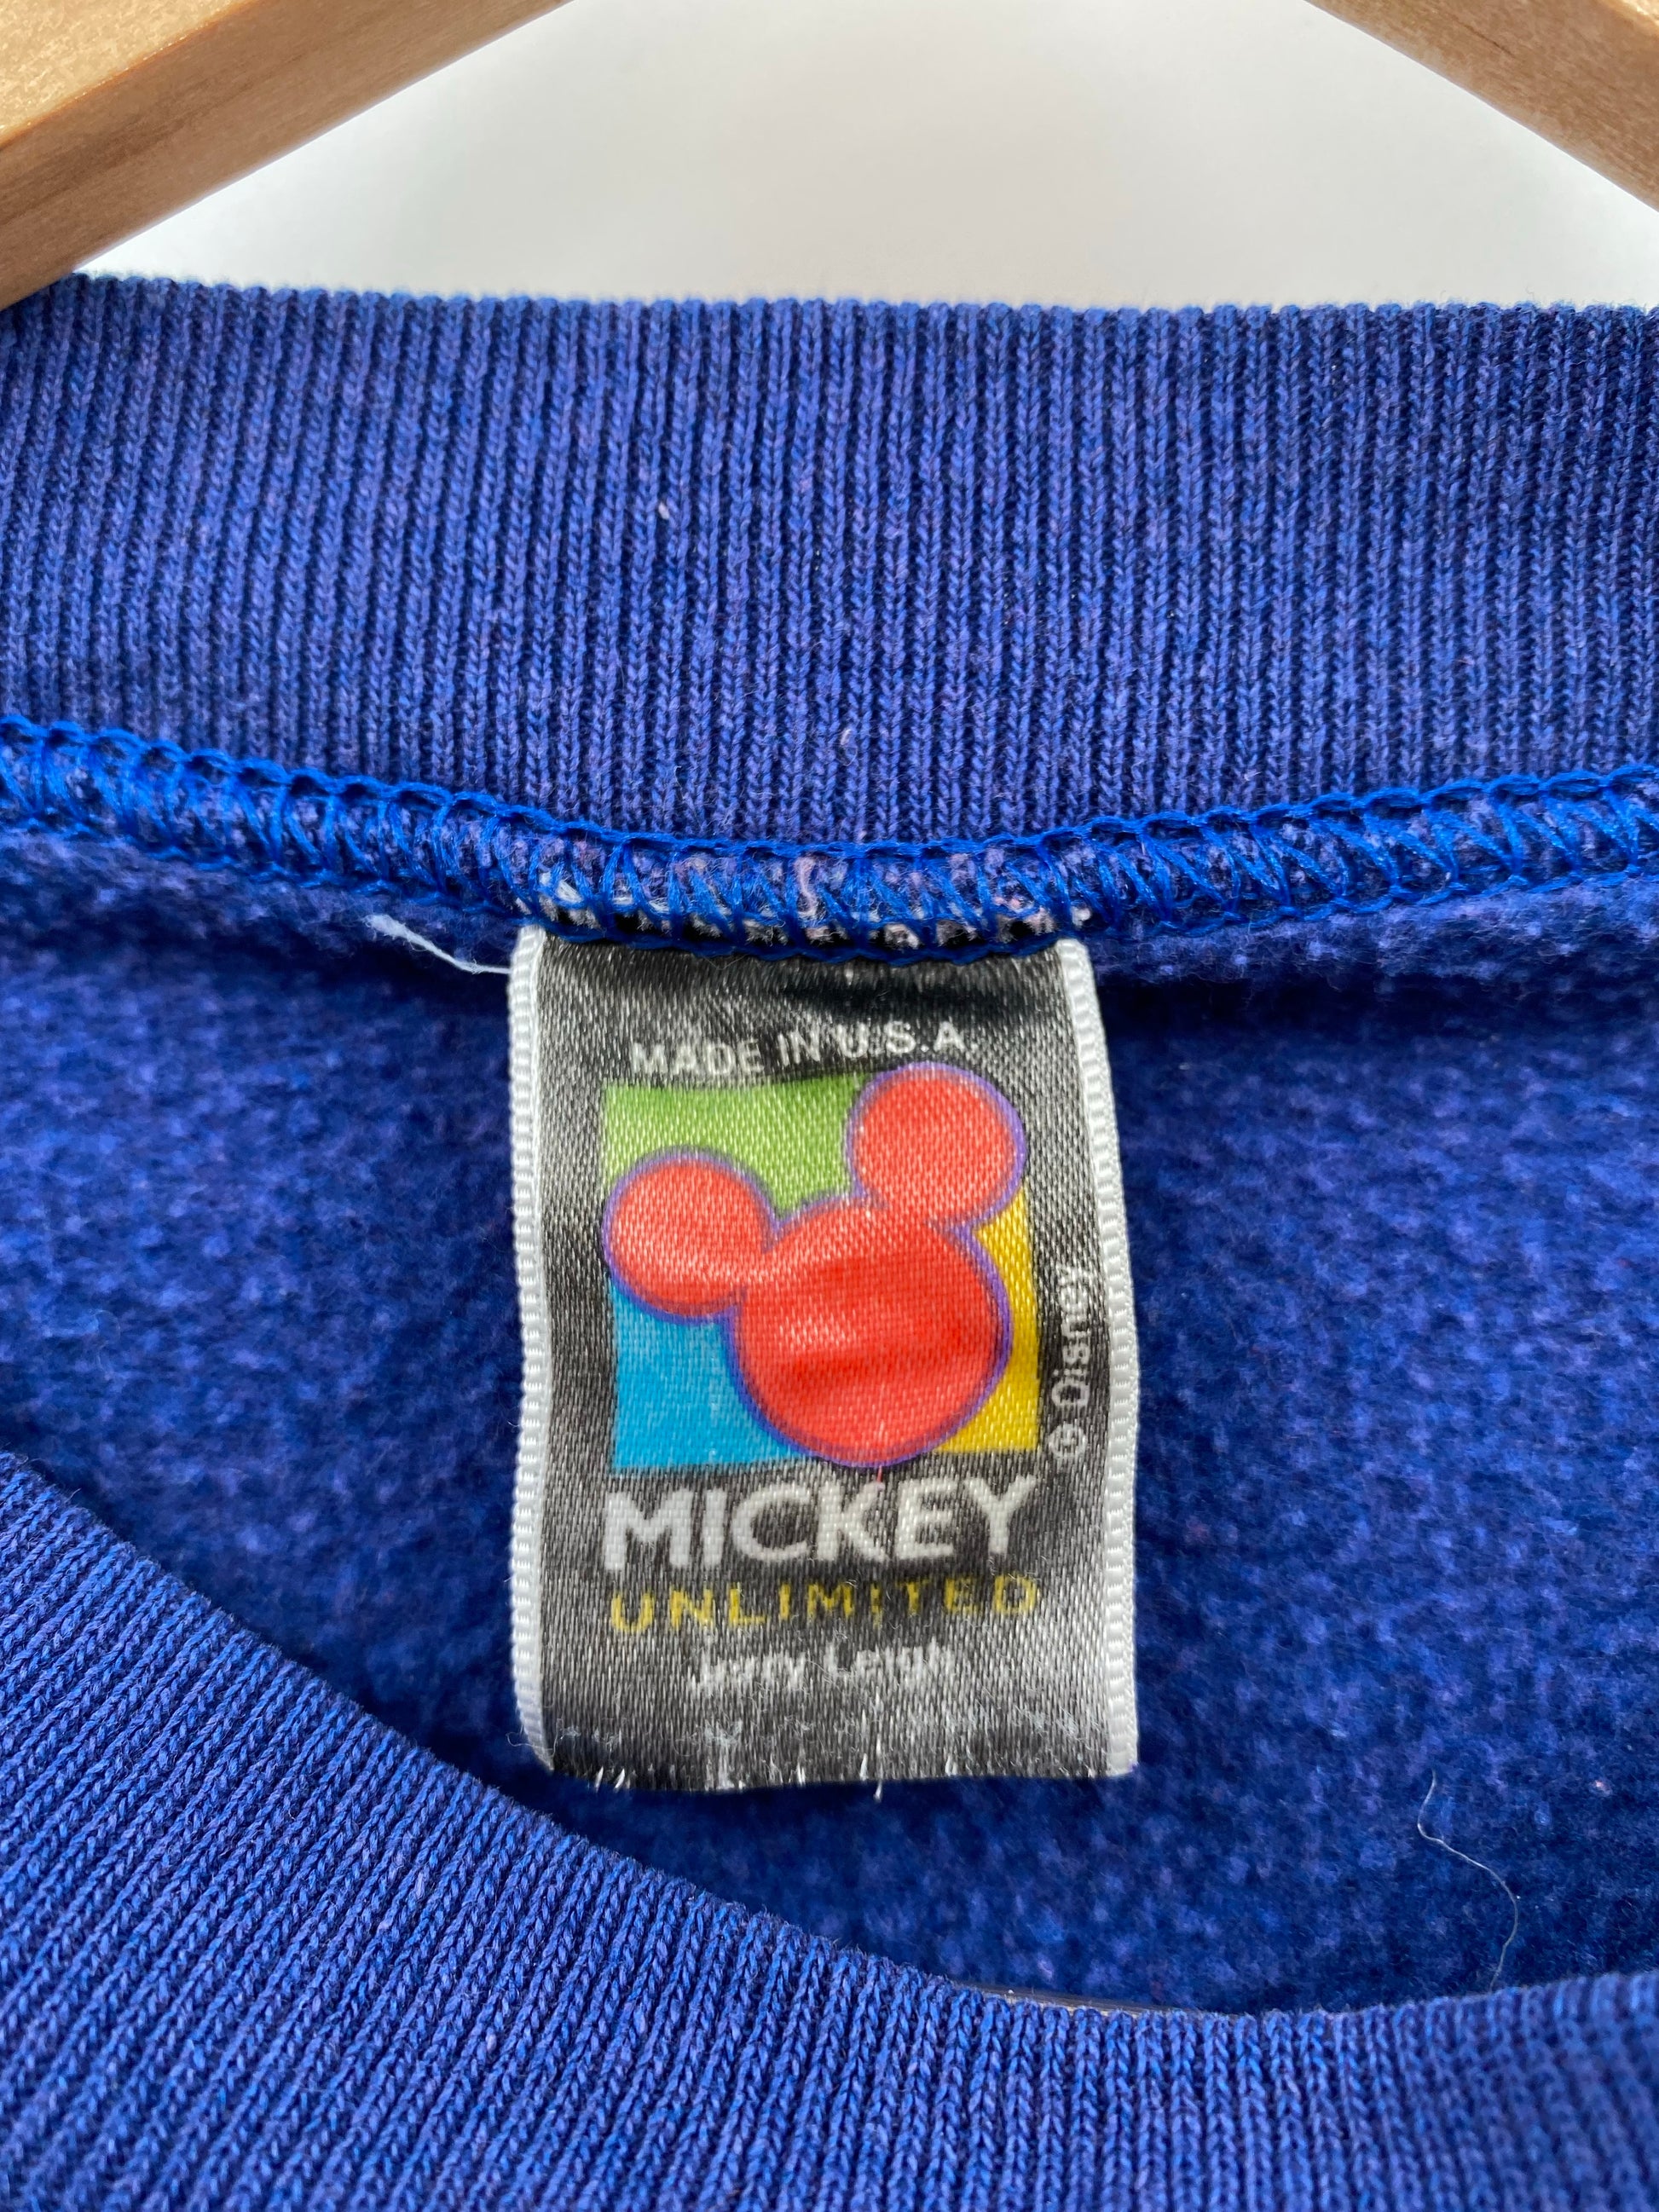 MADE IN U.S.A.
© Disney
MICKEY
UNLIMITED
Jerry Leigh